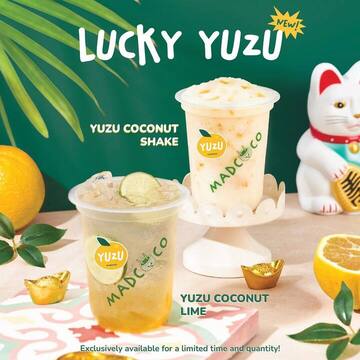 LUCKY YUZU
NEW!
YUZU COCONUT
SHAKE
YUZU
MADCOCO
YUZU
MADCOCO
YUZU COCONUT
LIME
Exclusively available for a limited time and quantity!